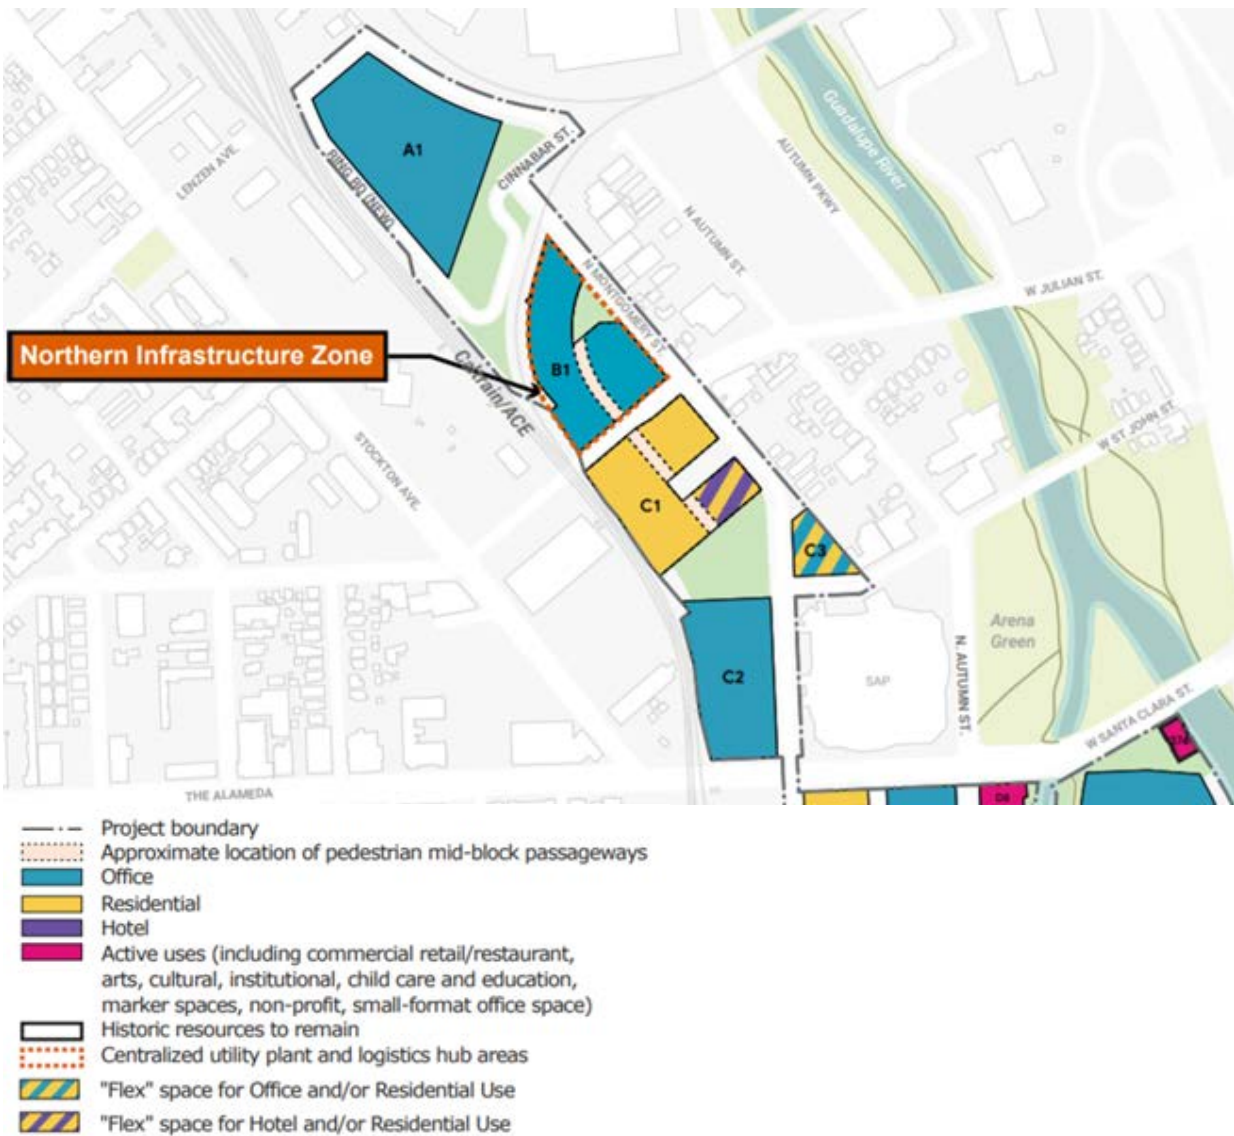 Guadalupe River
A1
CINNABAR ST.
AUTUMN PKWY
LENZEN AVE.
RING RD (NEW)
N AUTUMN ST.
N MONTGOMERY ST.
W JULIAN ST.
Northern Infrastructure Zone
B1
Caltrain/ACE
W ST JOHN ST.
STOCKTON AVE.
C1
C3
Arena
Green
C2
SAP
N. AUTUMN ST.
W SANTA CLARA ST.
THE ALAMEDA
D8
Project boundary
Approximate location of pedestrian mid-block passageways
Office
Residential
Hotel
Active uses (including commercial retail/restaurant,
arts, cultural, institutional, child care and education,
marker spaces, non-profit, small-format office space)
Historic resources to remain
Centralized utility plant and logistics hub areas
"Flex" space for Office and/or Residential Use
"Flex" space for Hotel and/or Residential Use